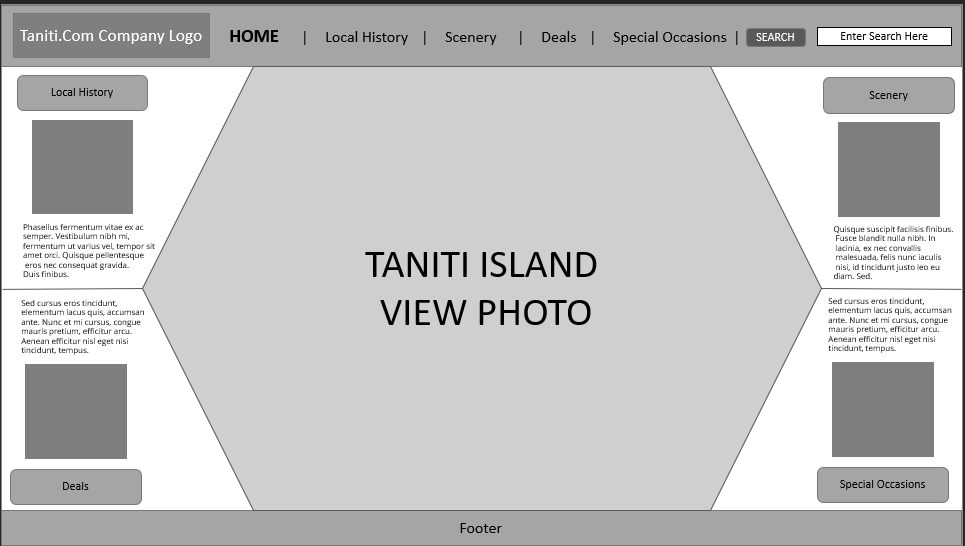 Taniti.Com Company Logo
HOME | Local History | Scenery | Deals | Special Occasions |
SEARCH
Enter Search Here
Local History
Phasellus fermentum vitae ex ac
semper. Vestibulum nibh mi,
fermentum ut varius vel, tempor sit
amet orci. Quisque pellentesque
eros nec consequat gravida.
Duis finibus.
Sed cursus eros tincidunt,
elementum lacus quis, accumsan
ante. Nunc et mi cursus, congue
mauris pretium, efficitur arcu.
Aenean efficitur nisl eget nisi
tincidunt, tempus.
Deals
TANITI ISLAND
VIEW PHOTO
Scenery
Quisque suscipit facilisis finibus.
Fusce blandit nulla nibh. In
lacinia, ex nec convallis
malesuada, felis nunc iaculis
nisi, id tincidunt justo leo eu
diam. Sed.
Sed cursus eros tincidunt,
elementum lacus quis, accumsan
ante. Nunc et mi cursus, congue
mauris pretium, efficitur arcu.
Aenean efficitur nisl eget nisi
tincidunt, tempus.
Special Occasions
Footer